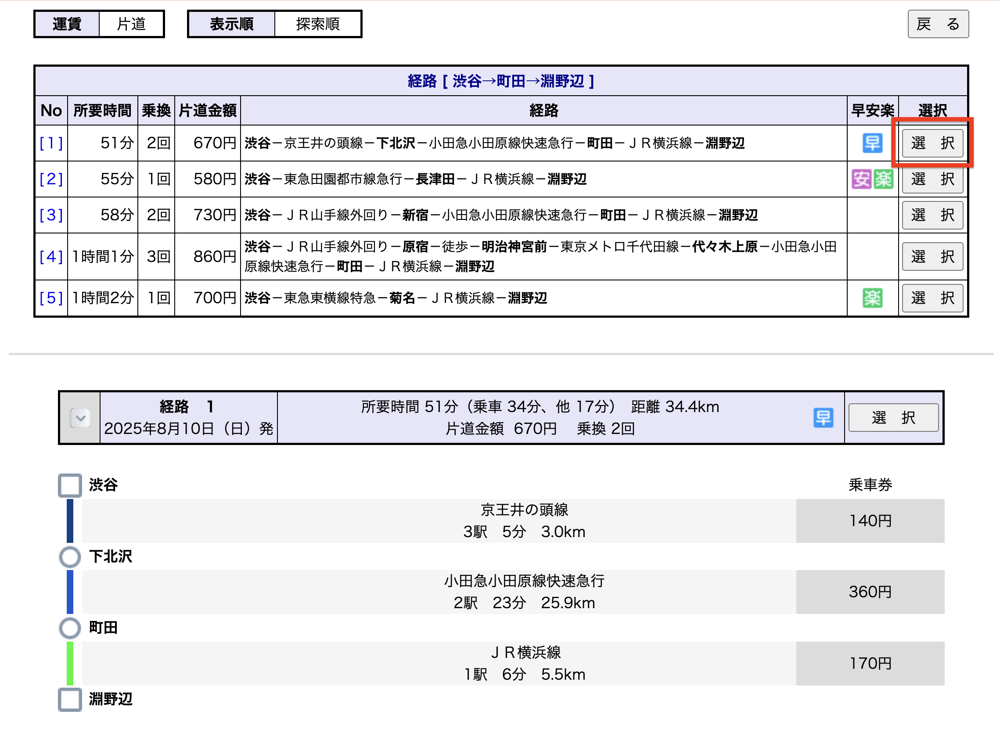 運賃 片道 表示順 探索順 戻　る
経路 [ 渋谷→町田→淵野辺 ]
No 所要時間 乗換 片道金額 経路 早安楽 選択
[1] 51分 2回 670円 渋谷－京王井の頭線－下北沢－小田急小田原線快速急行－町田－ＪＲ横浜線－淵野辺 早 選　択
[2] 55分 1回 580円 渋谷－東急田園都市線急行－長津田－ＪＲ横浜線－淵野辺 安 楽 選　択
[3] 58分 2回 730円 渋谷－ＪＲ山手線外回り－新宿－小田急小田原線快速急行－町田－ＪＲ横浜線－淵野辺 選　択
[4] 1時間1分 3回 860円 渋谷－ＪＲ山手線外回り－原宿－徒歩－明治神宮前－東京メトロ千代田線－代々木上原－小田急小田
原線快速急行－町田－ＪＲ横浜線－淵野辺 選　択
[5] 1時間2分 1回 700円 渋谷－東急東横線特急－菊名－ＪＲ横浜線－淵野辺 楽 選　択
経路　1 所要時間 51分（乗車 34分、他 17分）　距離 34.4km 早 選　択
2025年8月10日（日）発 片道金額 670円　乗換 2回
渋谷 乗車券
京王井の頭線 140円
3駅　5分　3.0km
下北沢
小田急小田原線快速急行 360円
2駅　23分　25.9km
町田
ＪＲ横浜線 170円
1駅　6分　5.5km
淵野辺